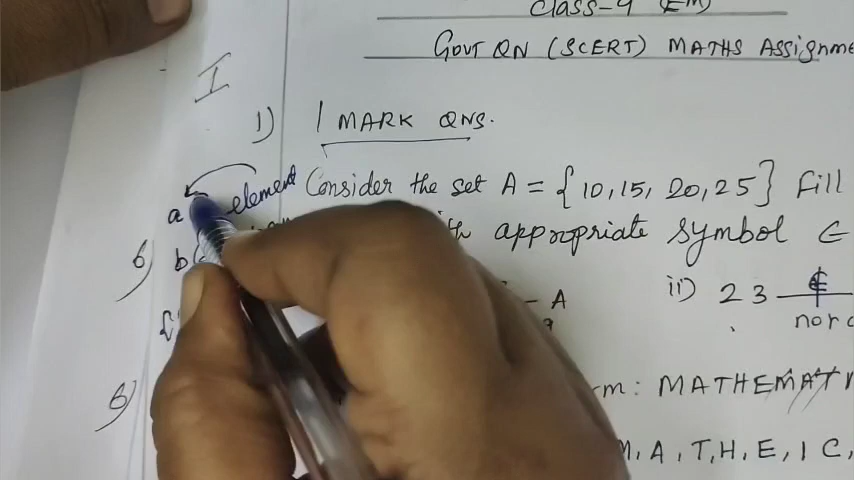 Class-9 (EM)
GOVT QN (SCERT) MATHS Assignme
I
1) 1 MARK QNS.
a element Consider the set A = {10, 15, 20, 25} Fill
appropriate symbol ∈
6) b
- A ii) 23 ∉
nor
{
6) m: MATHEMATI
M, A, T, H, E, I C,